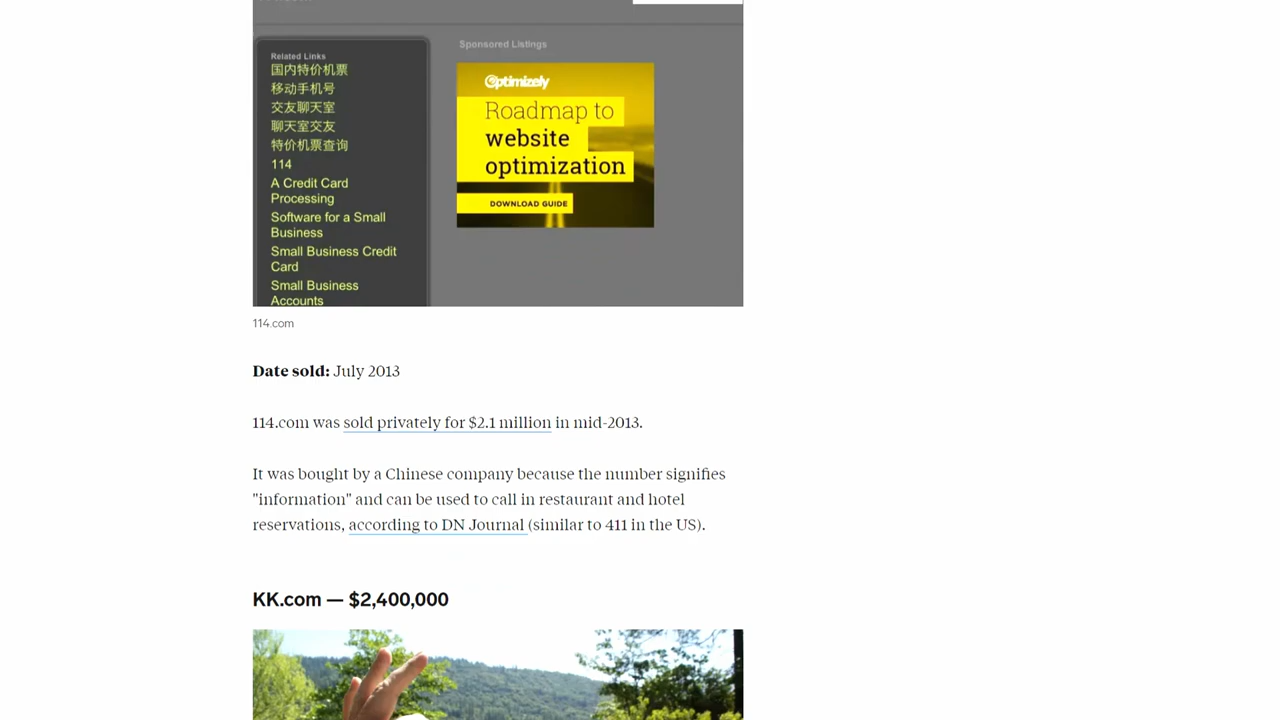 Related Links
国内特价机票
移动手机号
交友聊天室
聊天室交友
特价机票查询
114
A Credit Card
Processing
Software for a Small
Business
Small Business Credit
Card
Small Business
Accounts
Sponsored Listings
Optimizely
Roadmap to
website
optimization
DOWNLOAD GUIDE
114.com
Date sold: July 2013
114.com was sold privately for $2.1 million in mid-2013.
It was bought by a Chinese company because the number signifies
"information" and can be used to call in restaurant and hotel
reservations, according to DN Journal (similar to 411 in the US).
KK.com — $2,400,000